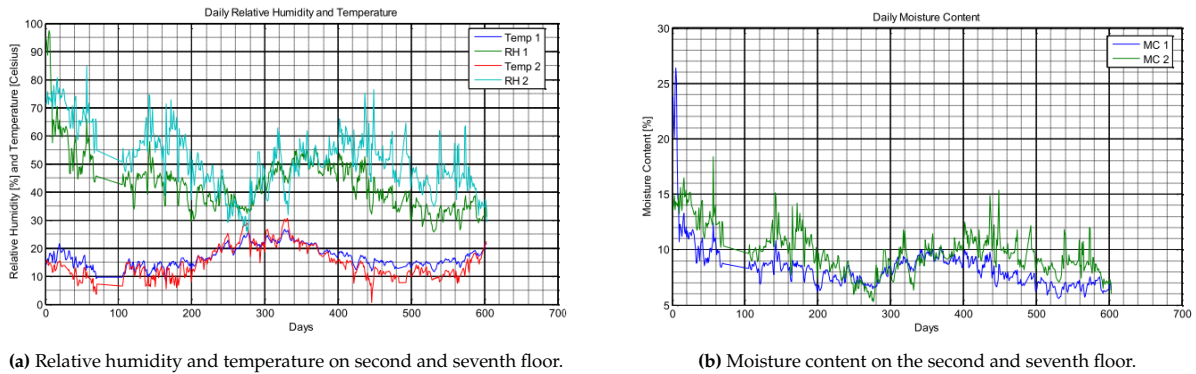 Daily Relative Humidity and Temperature
Relative Humidity [%] and Temperature [Celsius]
100
90
80
70
60
50
40
30
20
10
0
Temp 1
RH 1
Temp 2
RH 2
0 100 200 300 400 500 600 700
Days
(a) Relative humidity and temperature on second and seventh floor.
Daily Moisture Content
Moisture Content [%]
30
25
20
15
10
5
MC 1
MC 2
0 100 200 300 400 500 600 700
Days
(b) Moisture content on the second and seventh floor.